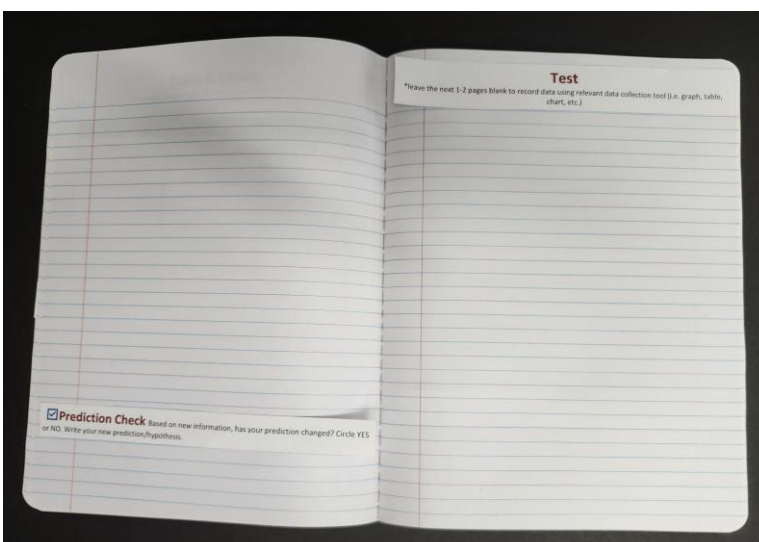 Prediction Check Based on new information, has your prediction changed? Circle YES
or NO. Write your new prediction/hypothesis.
Test
*leave the next 1-2 pages blank to record data using relevant data collection tool (i.e. graph, table,
chart, etc.)